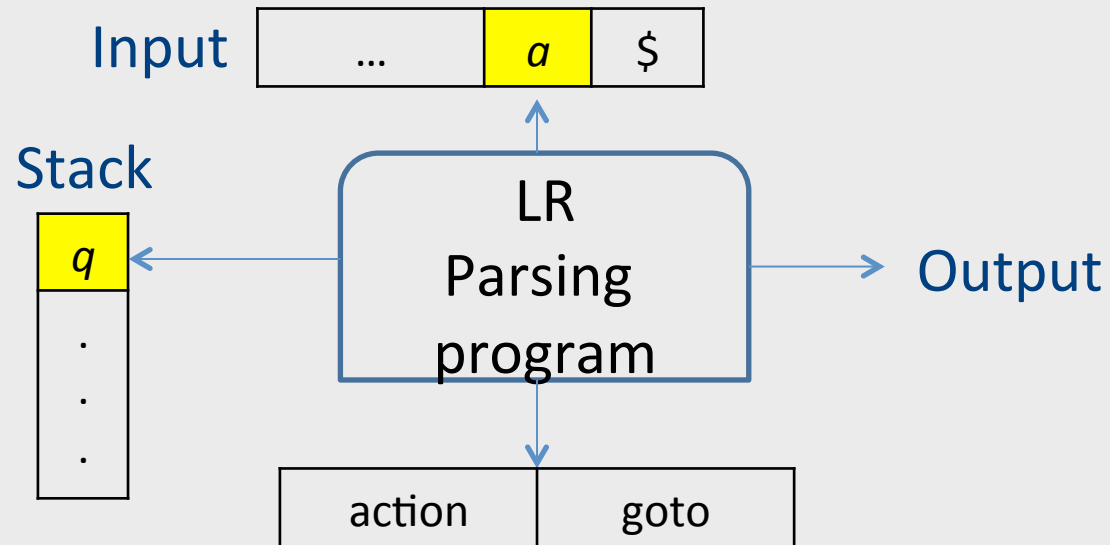 Input … a $
Stack
q
.
.
.
LR
Parsing
program
Output
action goto